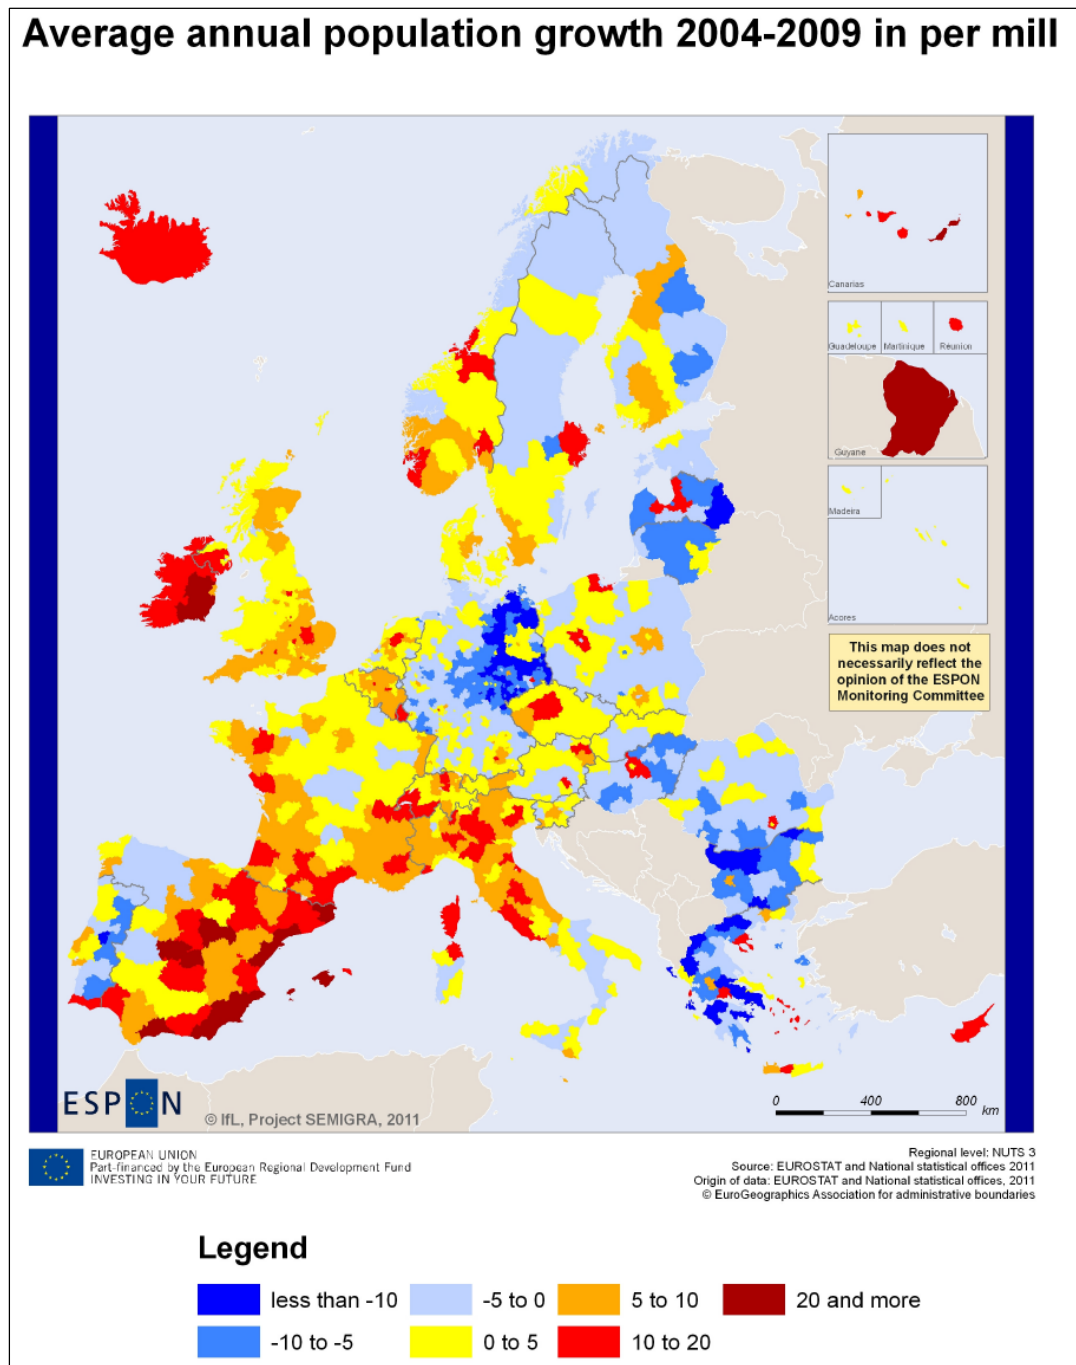 Average annual population growth 2004-2009 in per mill
Canarias
Guadeloupe
Martinique
Réunion
Guyane
Madeira
Acores
This map does not
necessarily reflect the
opinion of the ESPON
Monitoring Committee
ESPON
© IfL, Project SEMIGRA, 2011
0 400 800
km
EUROPEAN UNION
Part-financed by the European Regional Development Fund
INVESTING IN YOUR FUTURE
Regional level: NUTS 3
Source: EUROSTAT and National statistical offices 2011
Origin of data: EUROSTAT and National statistical offices, 2011
© EuroGeographics Association for administrative boundaries
Legend
less than -10
-5 to 0
5 to 10
20 and more
-10 to -5
0 to 5
10 to 20